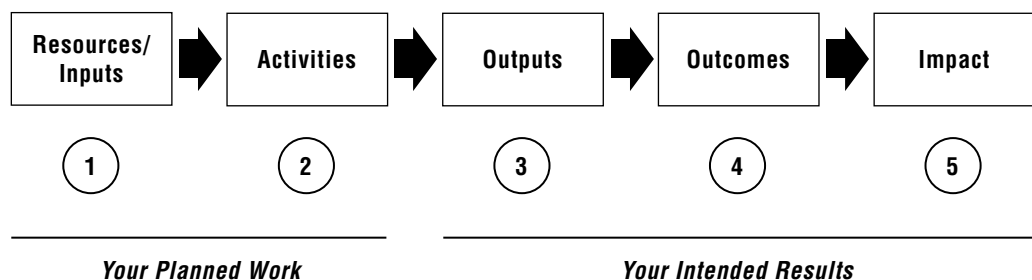 Resources/
Inputs
Activities
Outputs
Outcomes
Impact
1
2
3
4
5
Your Planned Work
Your Intended Results